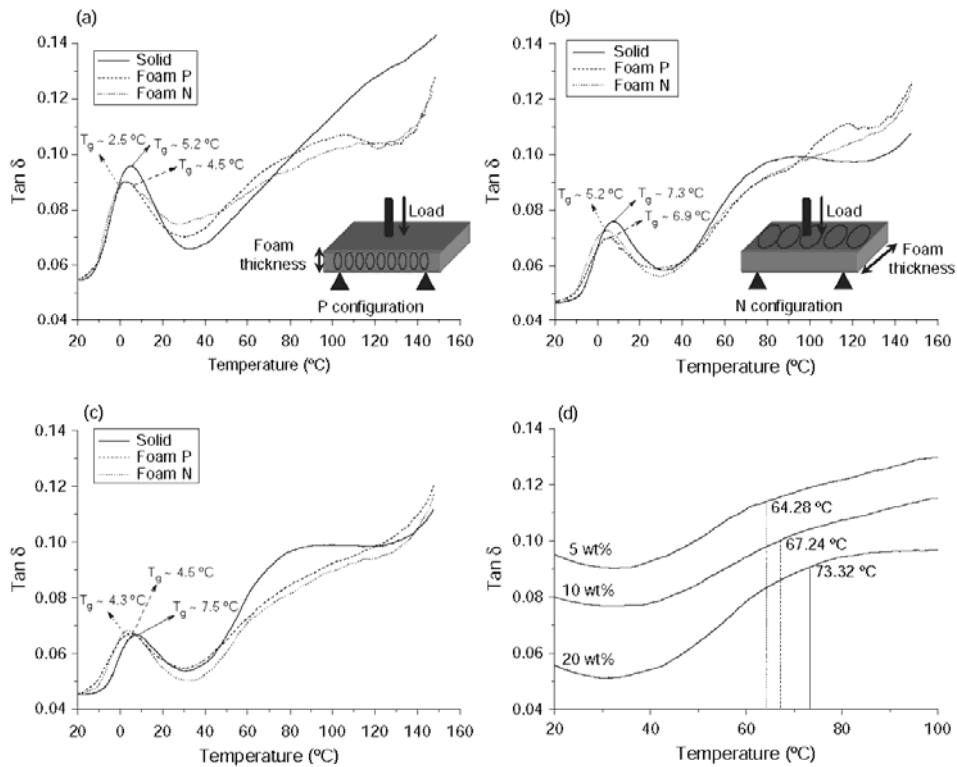 (a)
Tan δ
0.14
0.12
0.10
0.08
0.06
0.04
Solid
Foam P
Foam N
Tg ~ 2.5 ºC
Tg ~ 5.2 ºC
Tg ~ 4.5 ºC
Load
Foam
thickness
P configuration
20 0 20 40 60 80 100 120 140 160
Temperature (ºC)
(b)
Tan δ
0.14
0.12
0.10
0.08
0.06
0.04
Solid
Foam P
Foam N
Tg ~ 5.2 ºC
Tg ~ 7.3 ºC
Tg ~ 6.9 ºC
Load
Foam
thickness
N configuration
20 0 20 40 60 80 100 120 140 160
Temperature (ºC)
(c)
Tan δ
0.14
0.12
0.10
0.08
0.06
0.04
Solid
Foam P
Foam N
Tg ~ 4.5 ºC
Tg ~ 4.3 ºC
Tg ~ 7.5 ºC
20 0 20 40 60 80 100 120 140 160
Temperature (ºC)
(d)
Tan δ
0.14
0.12
0.10
0.08
0.06
0.04
5 wt%
64.28 ºC
10 wt%
67.24 ºC
20 wt%
73.32 ºC
20 40 60 80 100
Temperature (ºC)